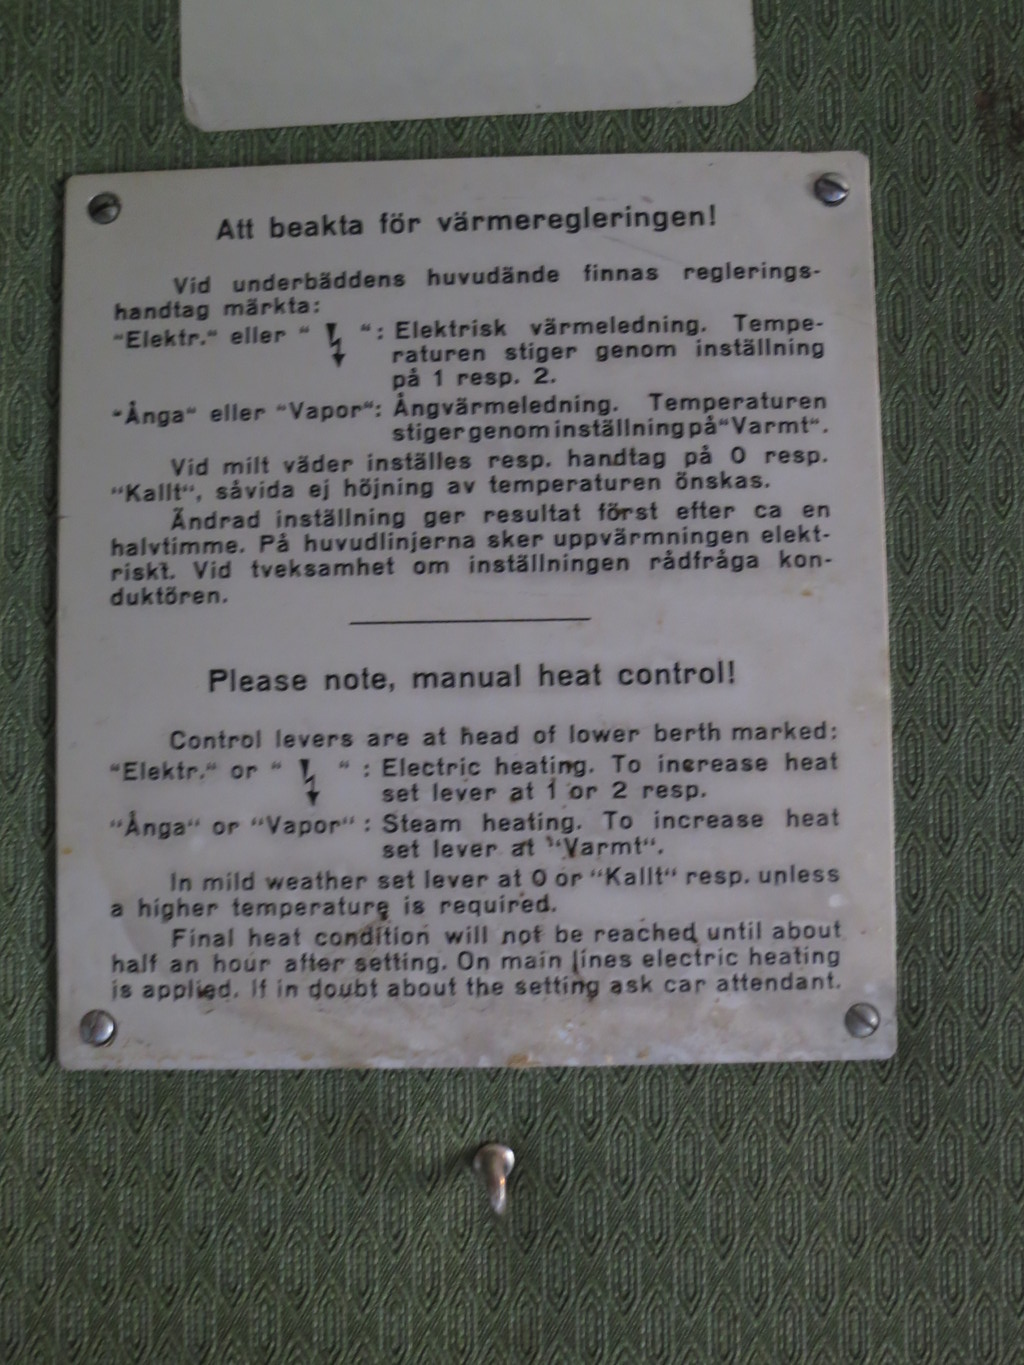 Att beakta för värmeregleringen!
Vid underbäddens huvudände finnas reglerings-
handtag märkta:
"Elektr." eller " ": Elektrisk värmeledning. Tempe-
raturen stiger genom inställning
på 1 resp. 2.
"Ånga" eller "Vapor": Ångvärmeledning. Temperaturen
stiger genom inställning på "Varmt".
Vid milt väder inställes resp. handtag på 0 resp.
"Kallt", såvida ej höjning av temperaturen önskas.
Ändrad inställning ger resultat först efter ca en
halvtimme. På huvudlinjerna sker uppvärmningen elekt-
riskt. Vid tveksamhet om inställningen rådfråga kon-
duktören.
Please note, manual heat control!
Control levers are at head of lower berth marked:
"Elektr." or " " : Electric heating. To increase heat
set lever at 1 or 2 resp.
"Ånga" or "Vapor" : Steam heating. To increase heat
set lever at "Varmt".
In mild weather set lever at 0 or "Kallt" resp. unless
a higher temperature is required.
Final heat condition will not be reached until about
half an hour after setting. On main lines electric heating
is applied. If in doubt about the setting ask car attendant.